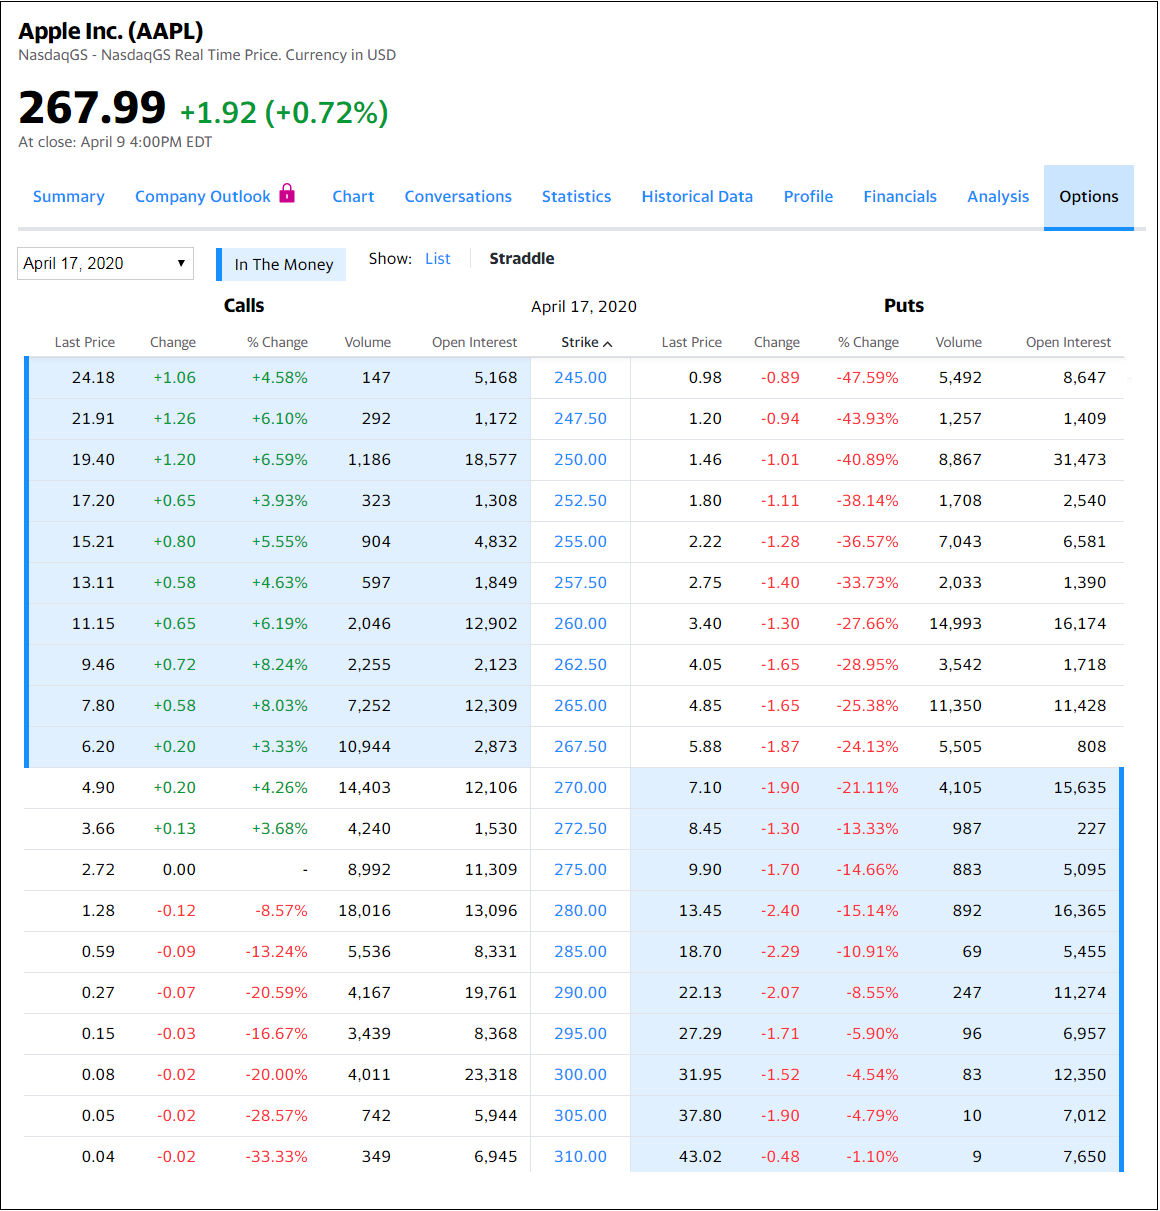 Apple Inc. (AAPL)
NasdaqGS - NasdaqGS Real Time Price. Currency in USD
267.99 +1.92 (+0.72%)
At close: April 9 4:00PM EDT
Summary Company Outlook Chart Conversations Statistics Historical Data Profile Financials Analysis Options
April 17, 2020 In The Money Show: List Straddle
Calls April 17, 2020 Puts
Last Price Change % Change Volume Open Interest Strike Last Price Change % Change Volume Open Interest
24.18 +1.06 +4.58% 147 5,168 245.00 0.98 -0.89 -47.59% 5,492 8,647
21.91 +1.26 +6.10% 292 1,172 247.50 1.20 -0.94 -43.93% 1,257 1,409
19.40 +1.20 +6.59% 1,186 18,577 250.00 1.46 -1.01 -40.89% 8,867 31,473
17.20 +0.65 +3.93% 323 1,308 252.50 1.80 -1.11 -38.14% 1,708 2,540
15.21 +0.80 +5.55% 904 4,832 255.00 2.22 -1.28 -36.57% 7,043 6,581
13.11 +0.58 +4.63% 597 1,849 257.50 2.75 -1.40 -33.73% 2,033 1,390
11.15 +0.65 +6.19% 2,046 12,902 260.00 3.40 -1.30 -27.66% 14,993 16,174
9.46 +0.72 +8.24% 2,255 2,123 262.50 4.05 -1.65 -28.95% 3,542 1,718
7.80 +0.58 +8.03% 7,252 12,309 265.00 4.85 -1.65 -25.38% 11,350 11,428
6.20 +0.20 +3.33% 10,944 2,873 267.50 5.88 -1.87 -24.13% 5,505 808
4.90 +0.20 +4.26% 14,403 12,106 270.00 7.10 -1.90 -21.11% 4,105 15,635
3.66 +0.13 +3.68% 4,240 1,530 272.50 8.45 -1.30 -13.33% 987 227
2.72 0.00 - 8,992 11,309 275.00 9.90 -1.70 -14.66% 883 5,095
1.28 -0.12 -8.57% 18,016 13,096 280.00 13.45 -2.40 -15.14% 892 16,365
0.59 -0.09 -13.24% 5,536 8,331 285.00 18.70 -2.29 -10.91% 69 5,455
0.27 -0.07 -20.59% 4,167 19,761 290.00 22.13 -2.07 -8.55% 247 11,274
0.15 -0.03 -16.67% 3,439 8,368 295.00 27.29 -1.71 -5.90% 96 6,957
0.08 -0.02 -20.00% 4,011 23,318 300.00 31.95 -1.52 -4.54% 83 12,350
0.05 -0.02 -28.57% 742 5,944 305.00 37.80 -1.90 -4.79% 10 7,012
0.04 -0.02 -33.33% 349 6,945 310.00 43.02 -0.48 -1.10% 9 7,650